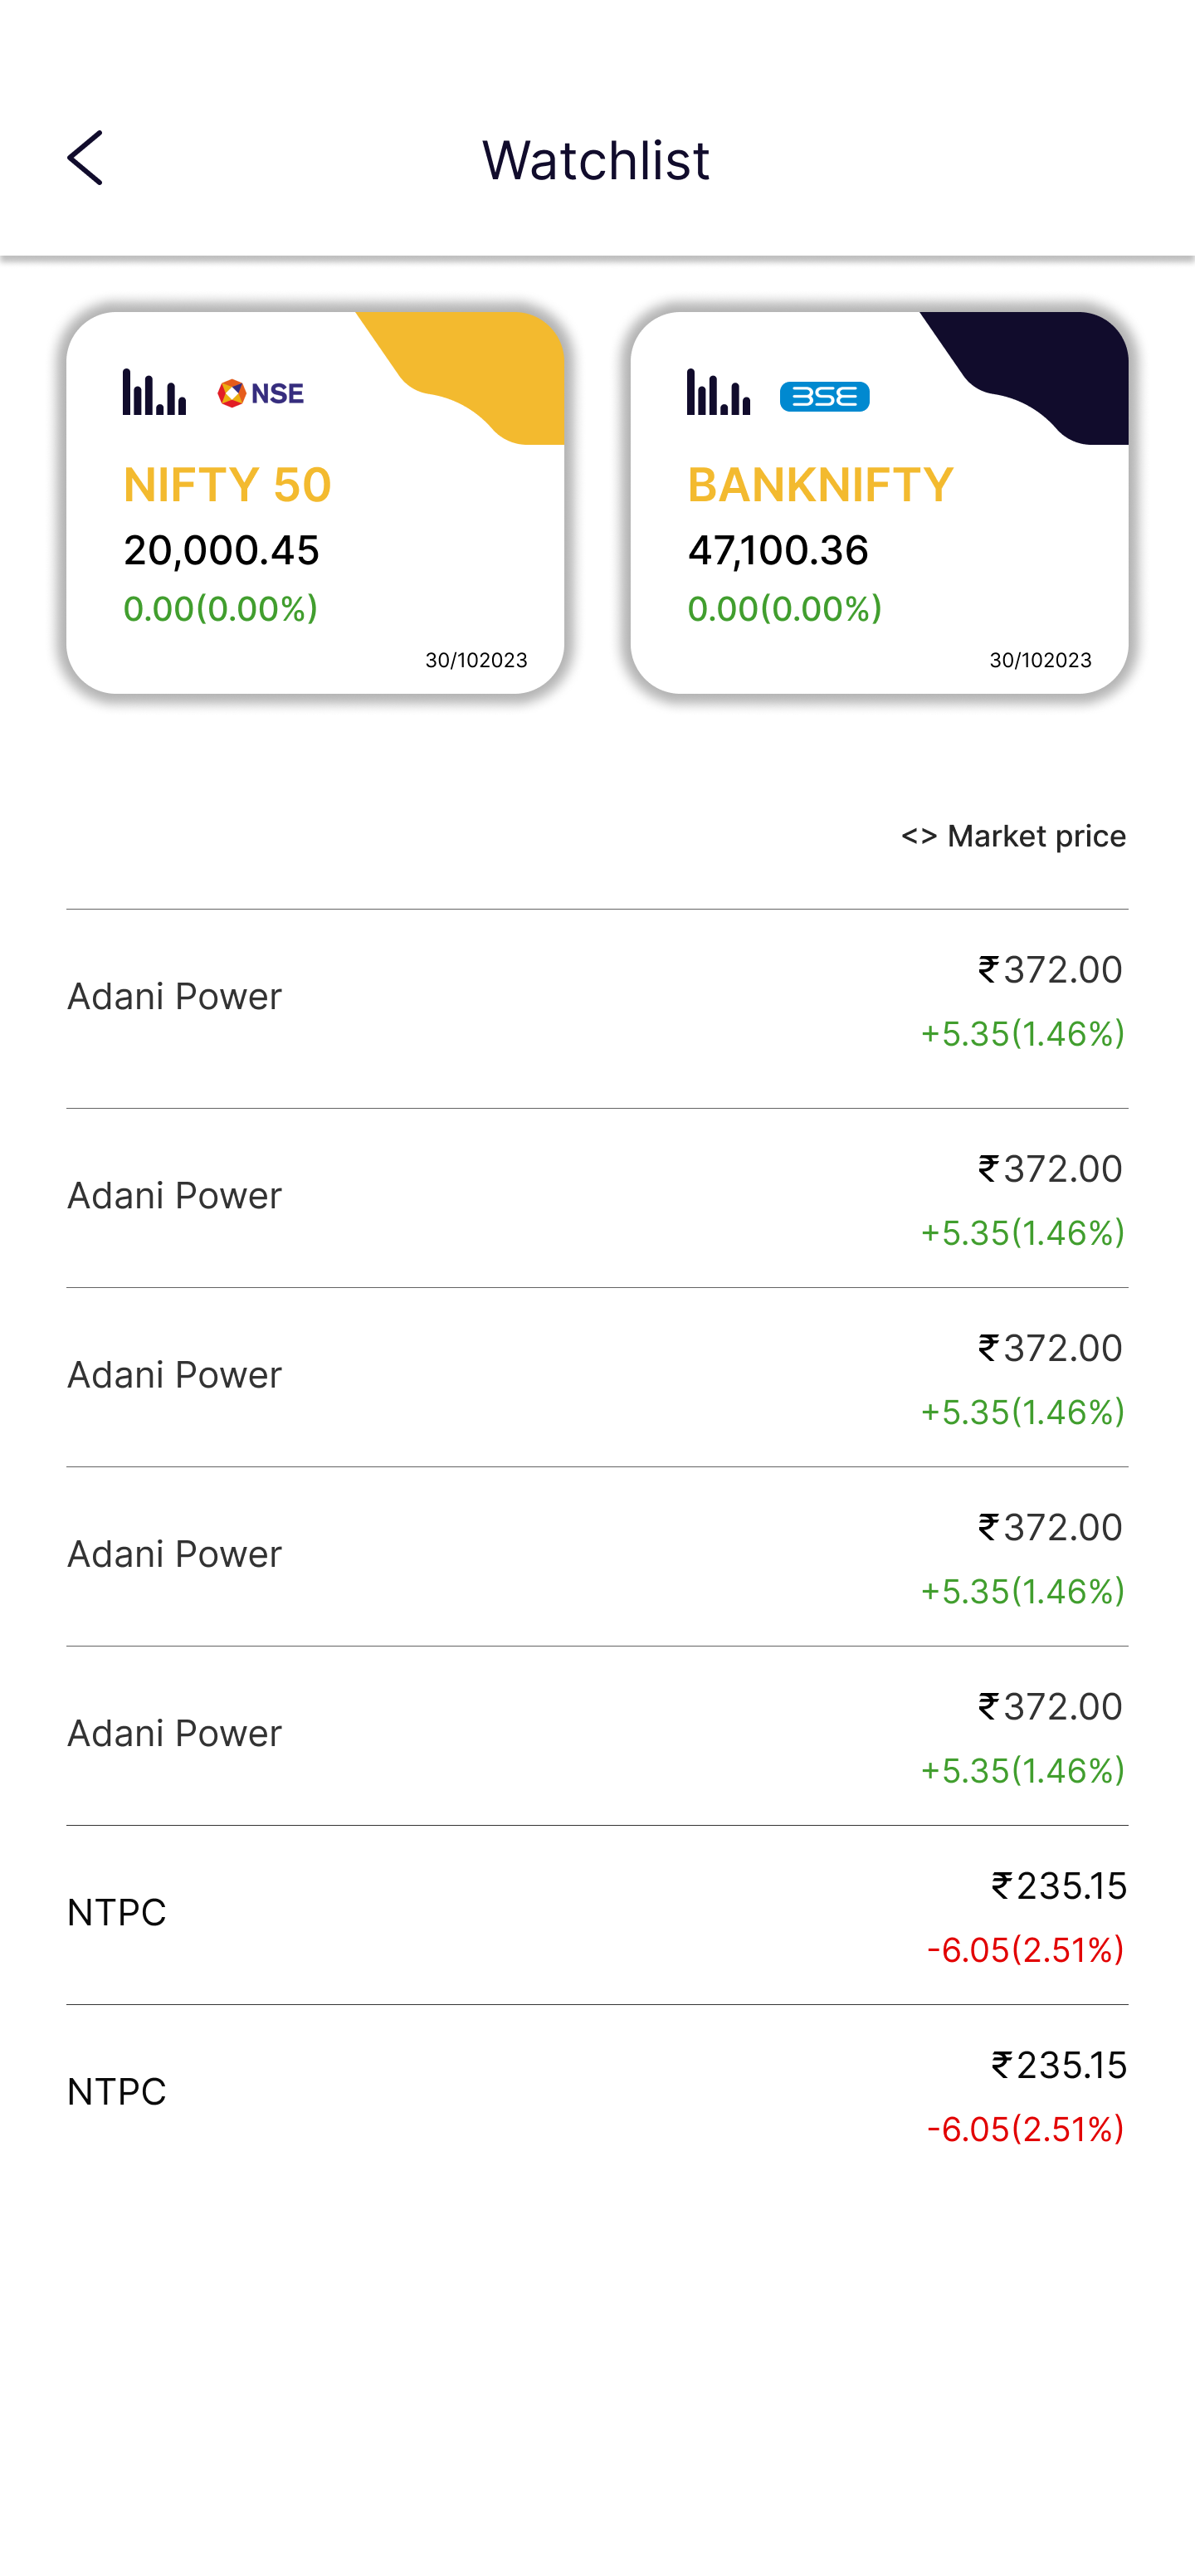 Watchlist
NSE
NIFTY 50
20,000.45
0.00(0.00%)
30/102023
BSE
BANKNIFTY
47,100.36
0.00(0.00%)
30/102023
<> Market price
Adani Power
₹372.00
+5.35(1.46%)
Adani Power
₹372.00
+5.35(1.46%)
Adani Power
₹372.00
+5.35(1.46%)
Adani Power
₹372.00
+5.35(1.46%)
Adani Power
₹372.00
+5.35(1.46%)
NTPC
₹235.15
-6.05(2.51%)
NTPC
₹235.15
-6.05(2.51%)